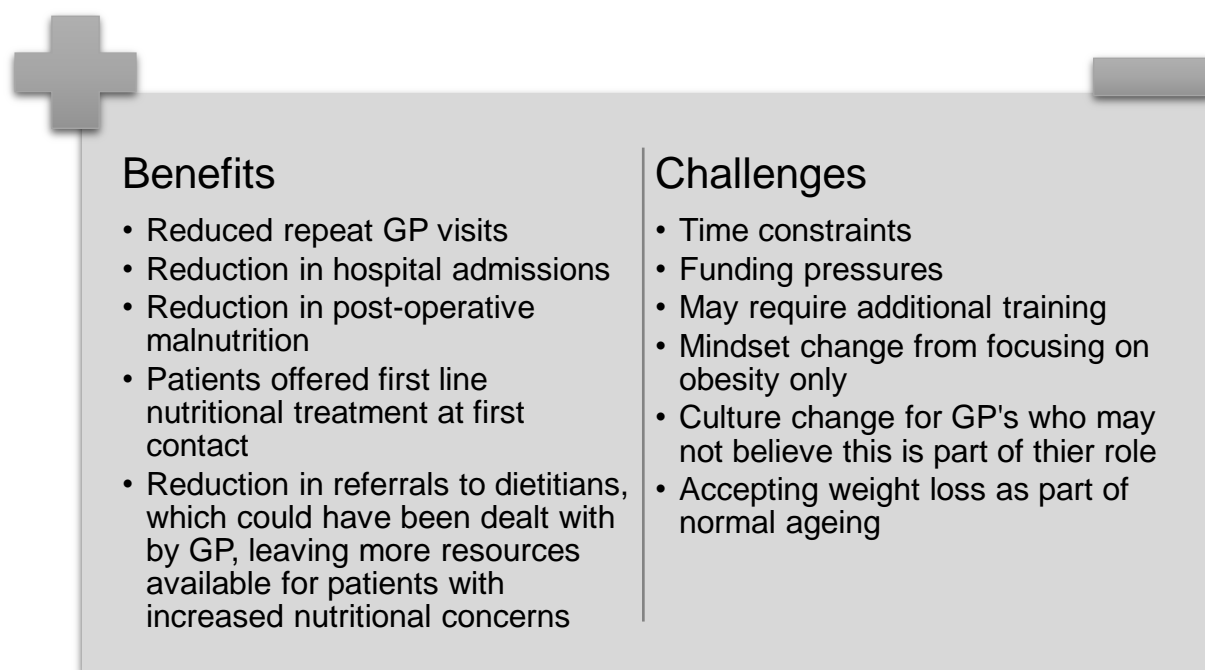 Benefits
• Reduced repeat GP visits
• Reduction in hospital admissions
• Reduction in post-operative
malnutrition
• Patients offered first line
nutritional treatment at first
contact
• Reduction in referrals to dietitians,
which could have been dealt with
by GP, leaving more resources
available for patients with
increased nutritional concerns
Challenges
• Time constraints
• Funding pressures
• May require additional training
• Mindset change from focusing on
obesity only
• Culture change for GP's who may
not believe this is part of thier role
• Accepting weight loss as part of
normal ageing